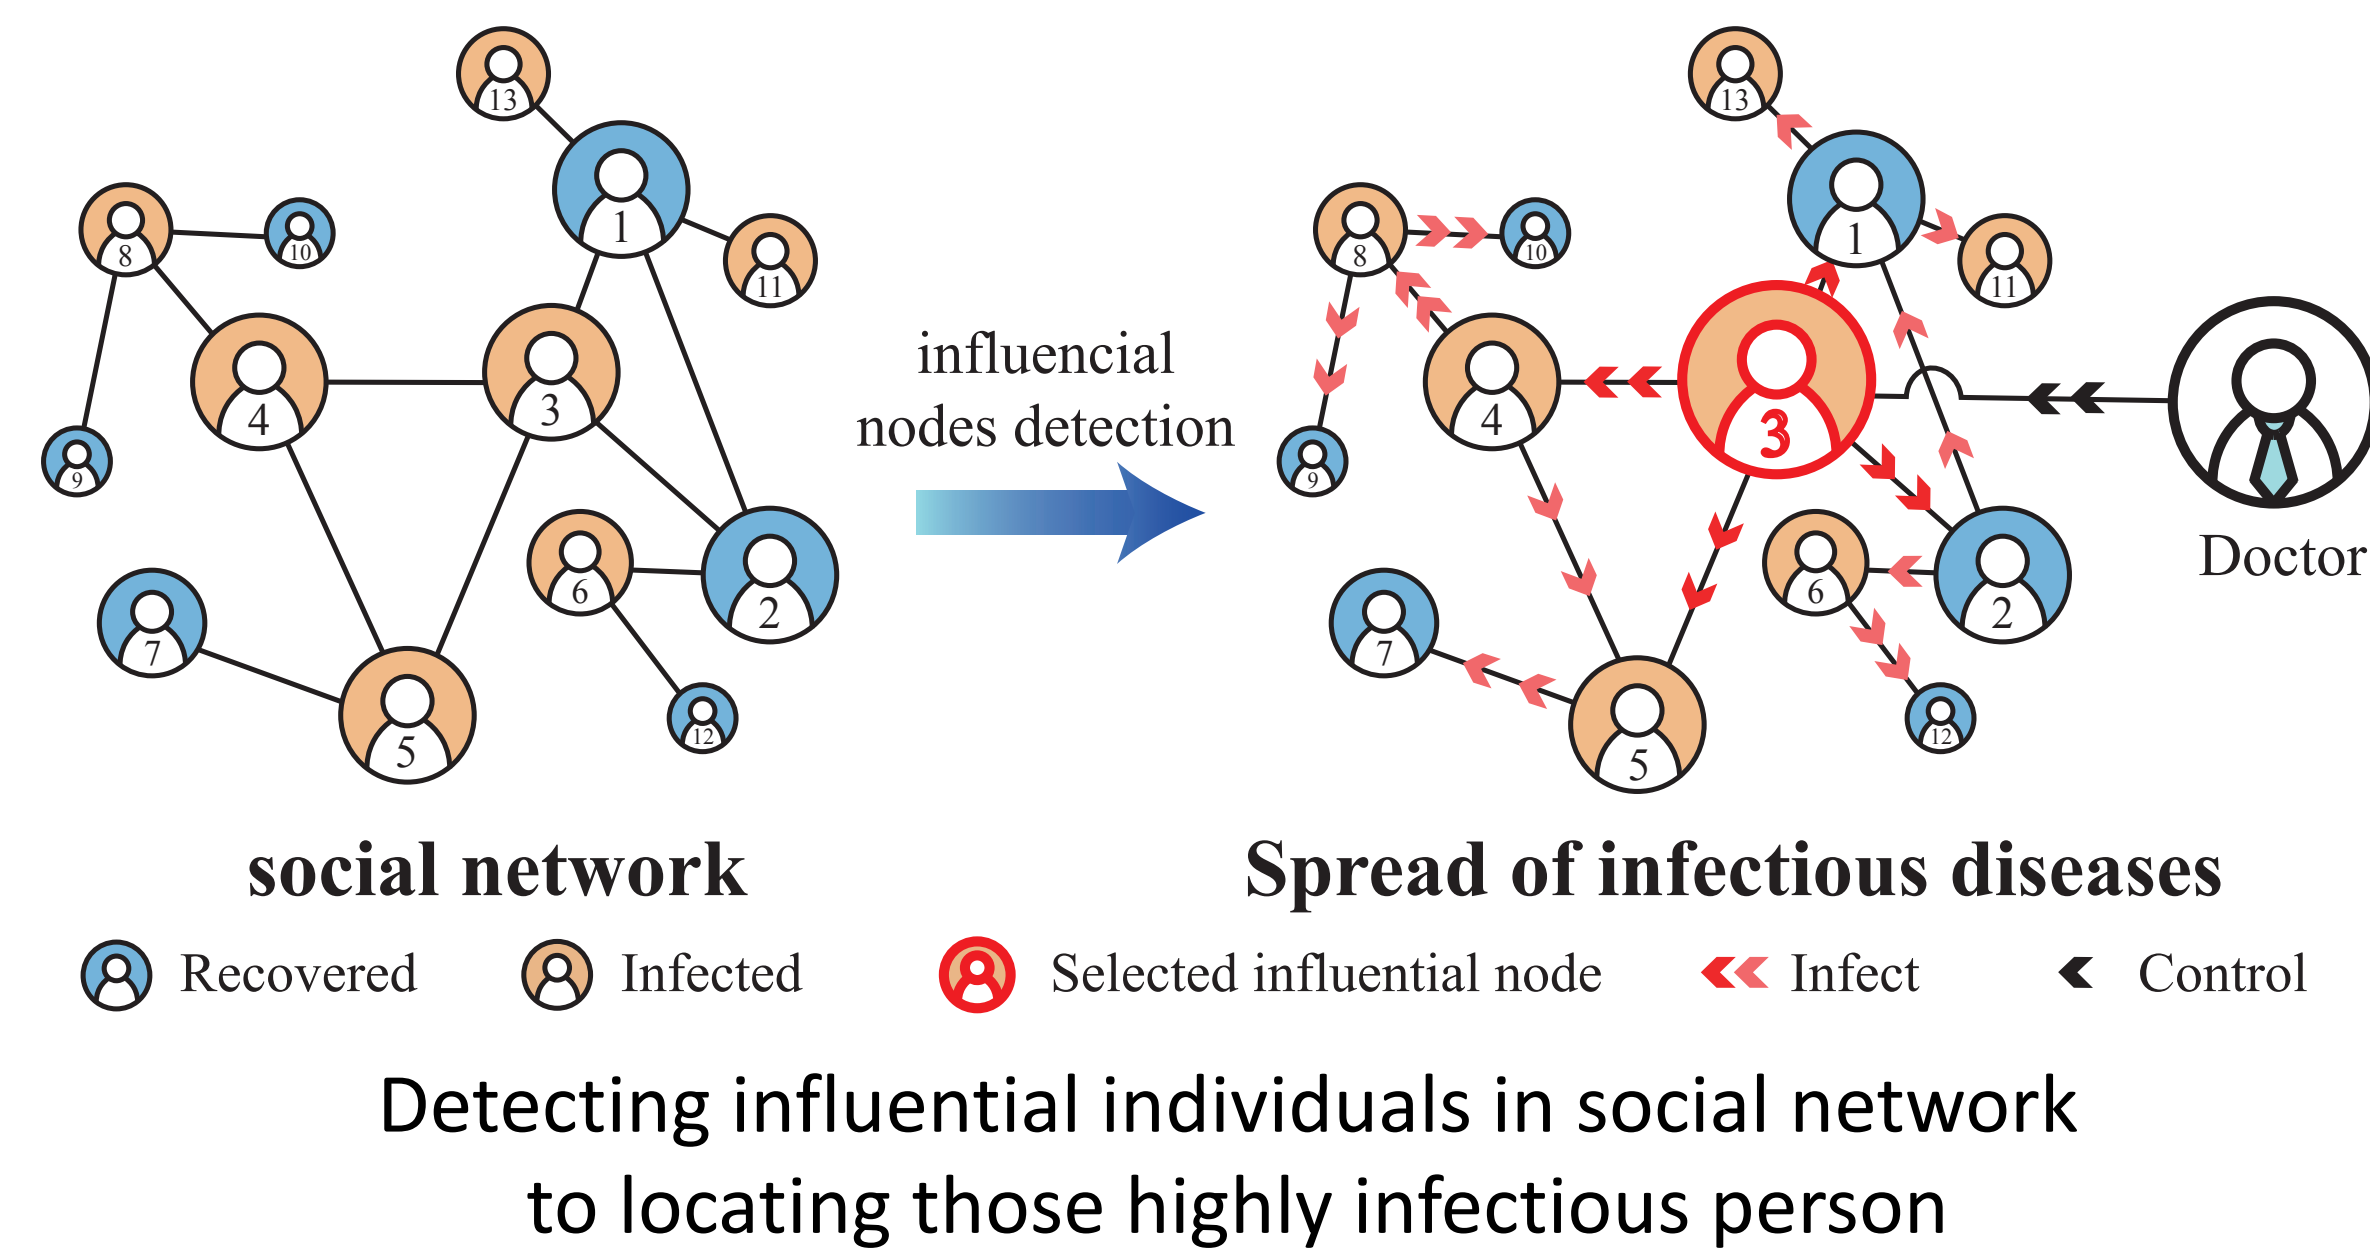 13
1
8
10
11
4
3
9
6
2
7
5
12
influencial
nodes detection
13
1
8
10
11
4
3
9
6
2
7
5
12
Doctor
social network
Spread of infectious diseases
Recovered
Infected
Selected influential node
Infect
Control
Detecting influential individuals in social network
to locating those highly infectious person